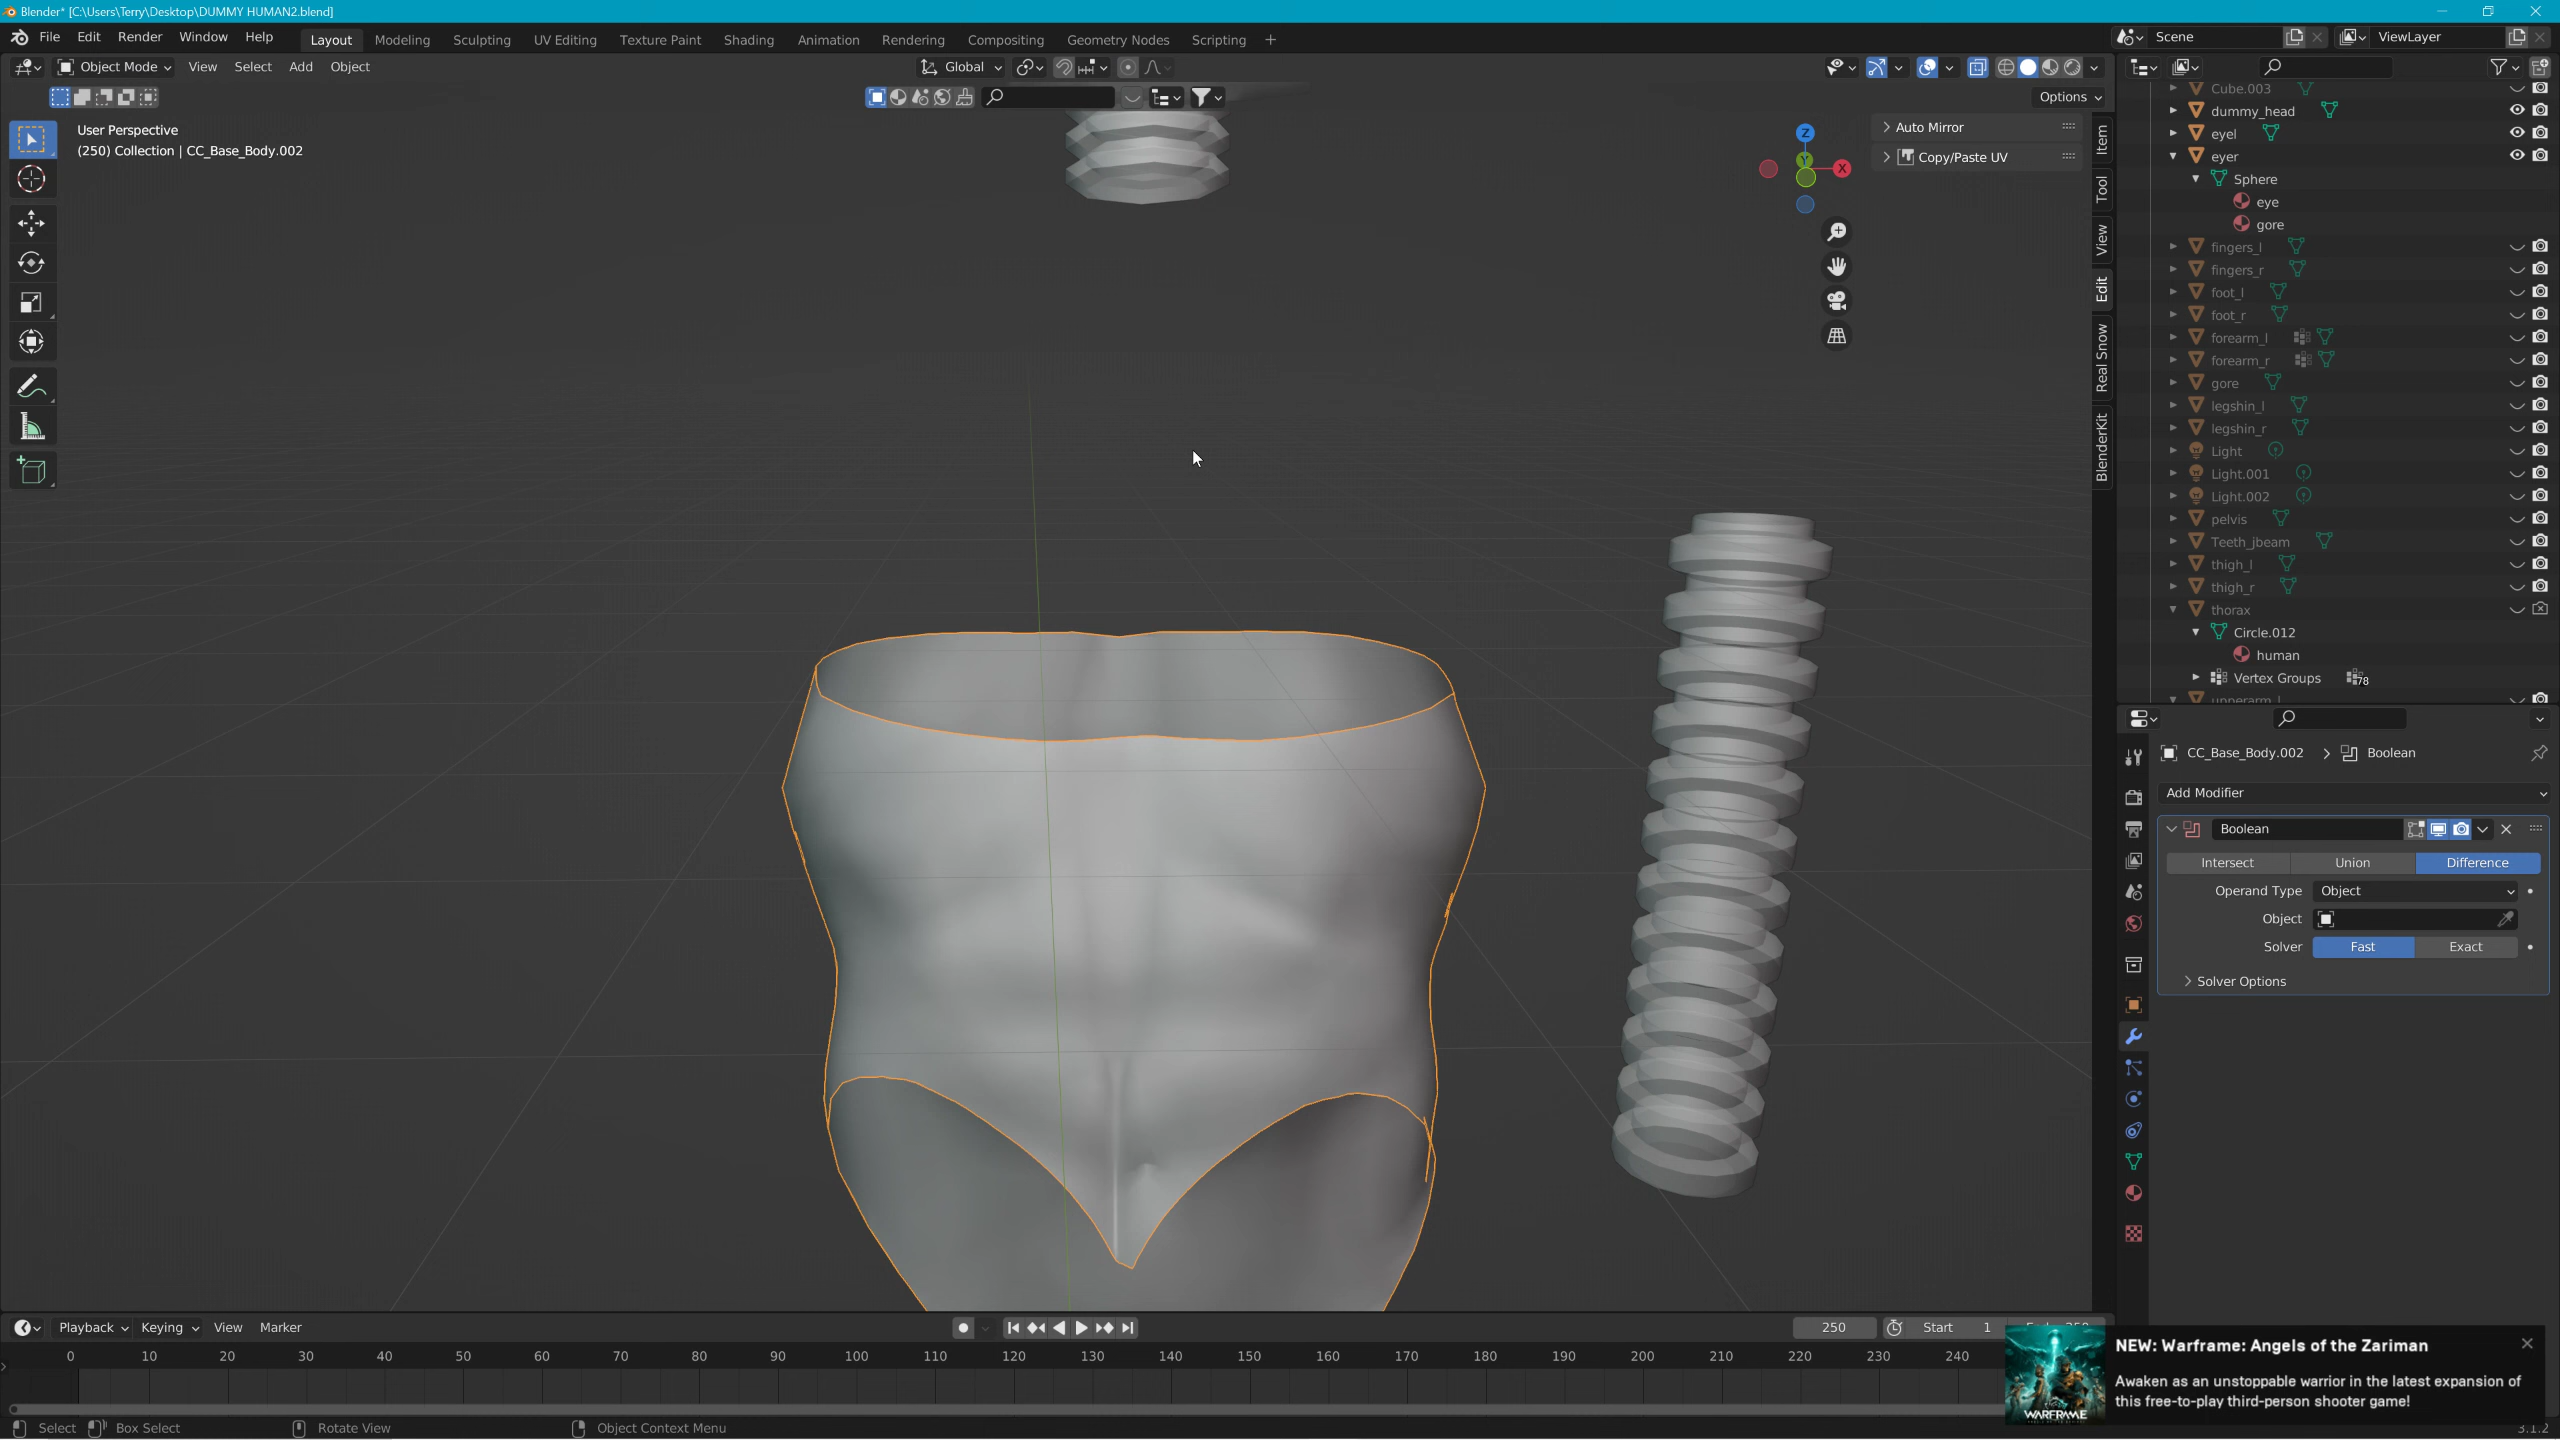 Blender* [C:\Users\Terry\Desktop\DUMMY HUMAN2.blend]
File Edit Render Window Help Layout Modeling Sculpting UV Editing Texture Paint Shading Animation Rendering Compositing Geometry Nodes Scripting + Scene ViewLayer
Object Mode View Select Add Object Global
Options
User Perspective
(250) Collection | CC_Base_Body.002
Auto Mirror
Copy/Paste UV
Z
Y
X
Item
Tool
View
Edit
Real Snow
BlenderKit
Cube.003
dummy_head
eyel
eyer
Sphere
eye
gore
fingers_l
fingers_r
foot_l
foot_r
forearm_l
forearm_r
gore
legshin_l
legshin_r
Light
Light.001
Light.002
pelvis
Teeth_jbeam
thigh_l
thigh_r
thorax
Circle.012
human
Vertex Groups 78
upperarm_l
CC_Base_Body.002 > Boolean
Add Modifier
Boolean
Intersect Union Difference
Operand Type Object
Object
Solver Fast Exact
Solver Options
Playback Keying View Marker 250 Start 1
0 10 20 30 40 50 60 70 80 90 100 110 120 130 140 150 160 170 180 190 200 210 220 230 240
NEW: Warframe: Angels of the Zariman
Awaken as an unstoppable warrior in the latest expansion of
this free-to-play third-person shooter game!
WARFRAME
Select Box Select Rotate View Object Context Menu
3.1.2